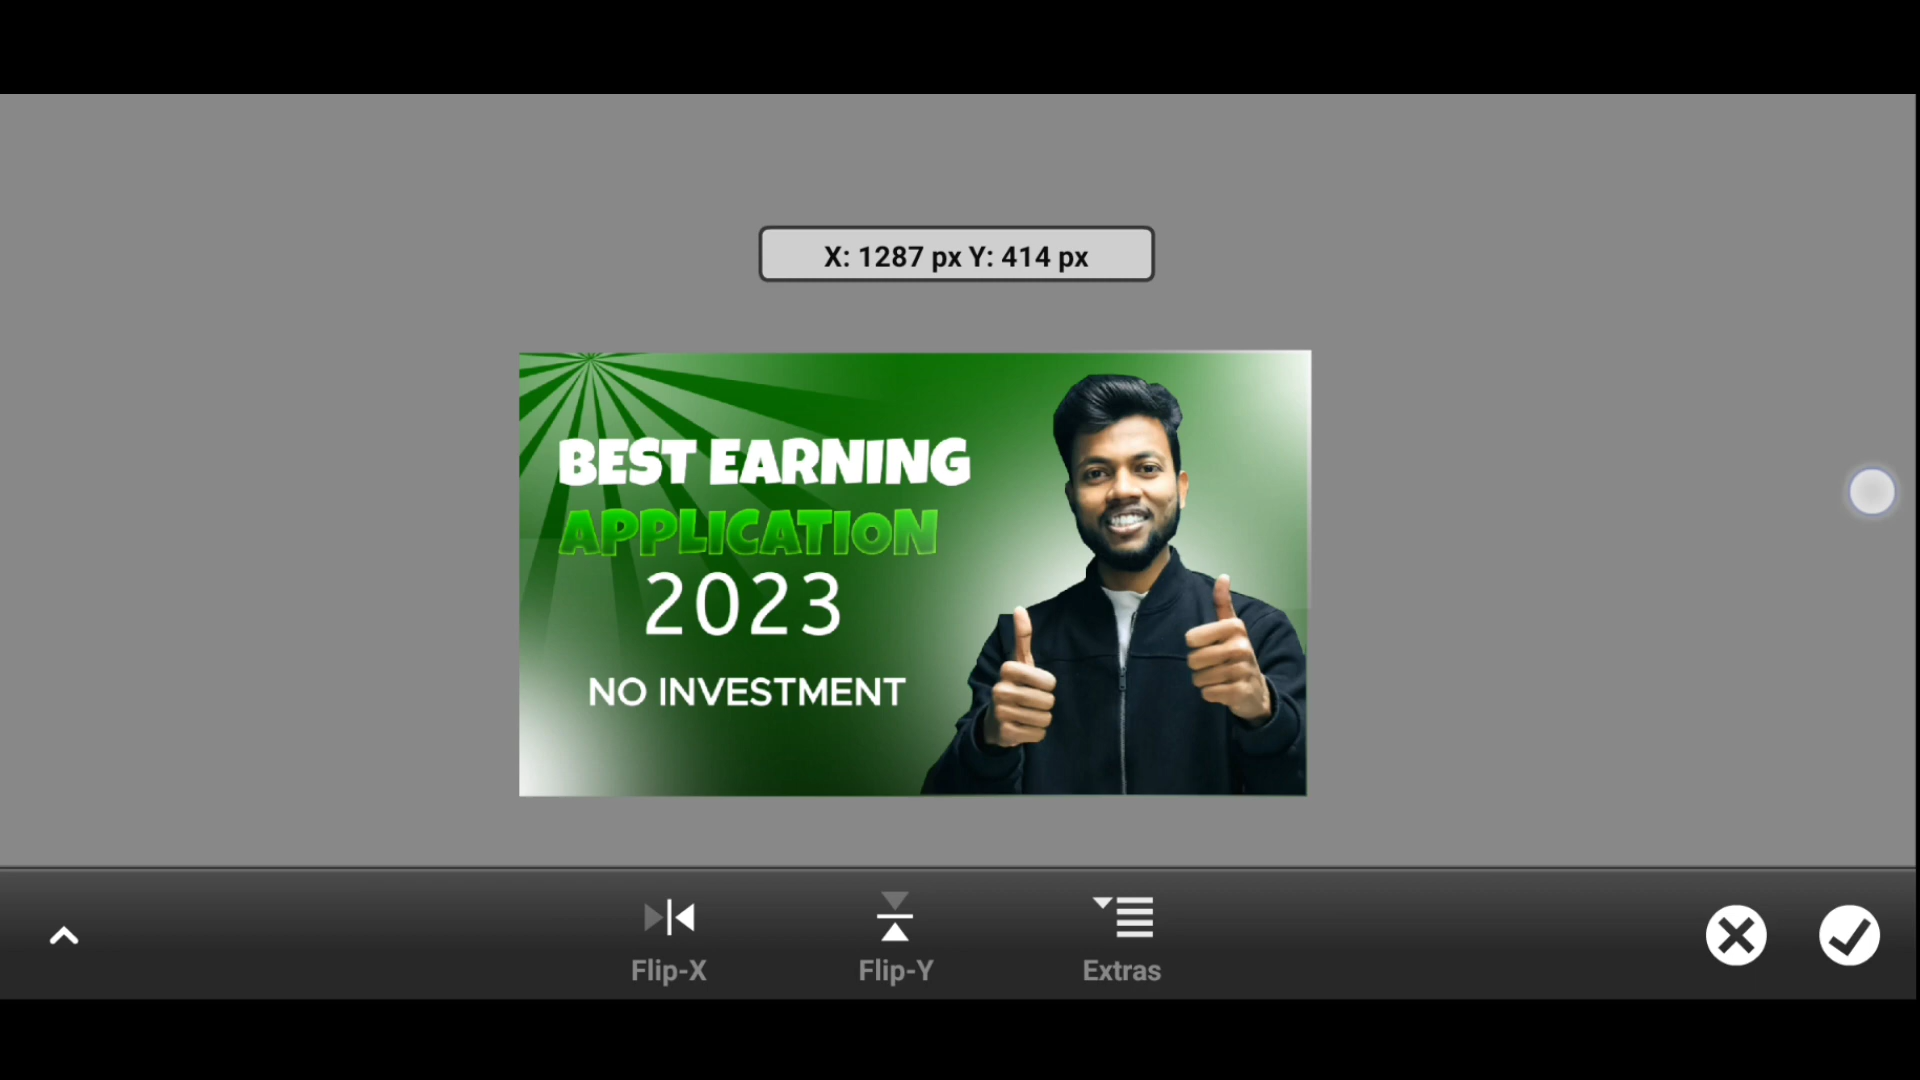 X: 1287 px Y: 414 px
BEST EARNING
APPLICATION
2023
NO INVESTMENT
Flip-X
Flip-Y
Extras